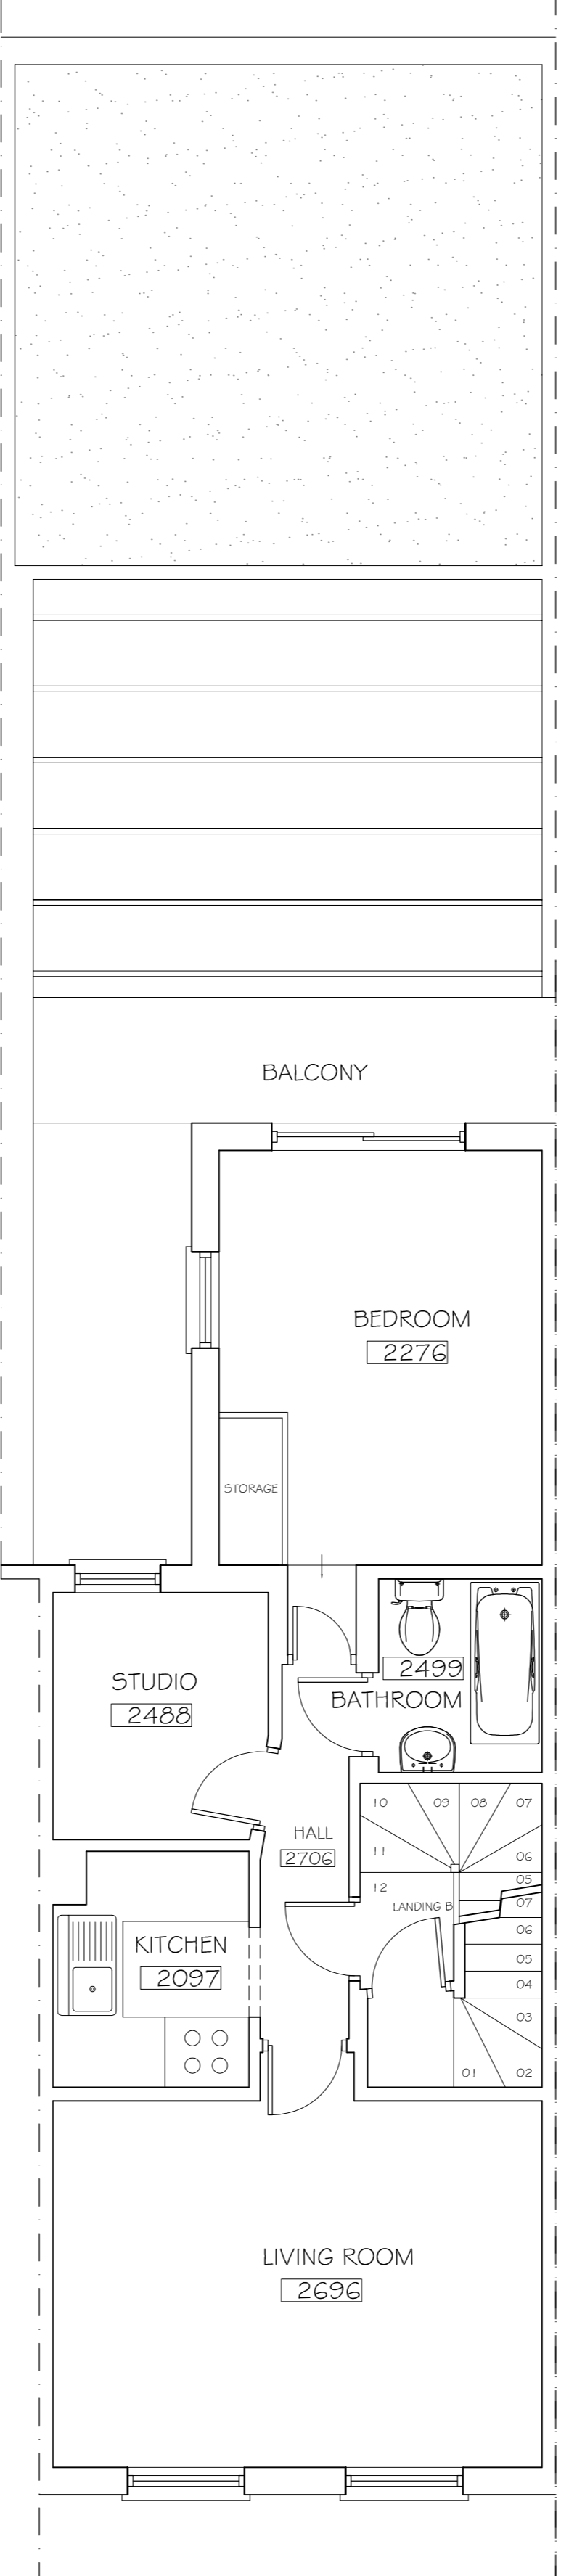 BALCONY
BEDROOM
2276
STORAGE
STUDIO
2488
2499
BATHROOM
HALL
2706
10 09 08 07
11
06
12
05
LANDING B
07
06
05
04
03
01 02
KITCHEN
2097
LIVING ROOM
2696